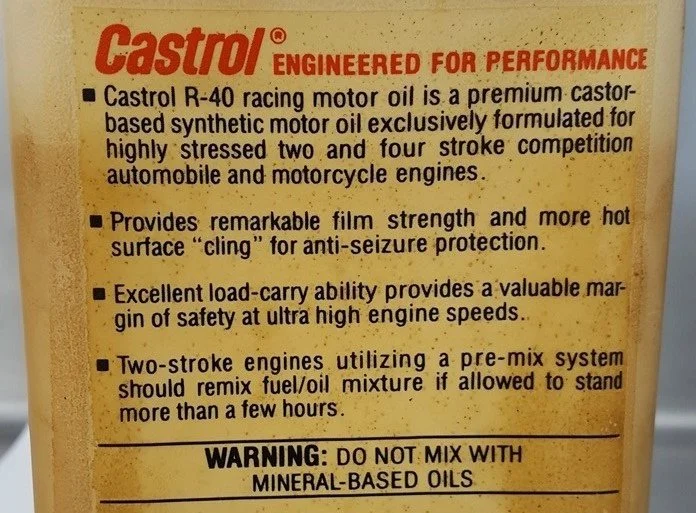 Castrol® ENGINEERED FOR PERFORMANCE
▪ Castrol R-40 racing motor oil is a premium castor-
based synthetic motor oil exclusively formulated for
highly stressed two and four stroke competition
automobile and motorcycle engines.
▪ Provides remarkable film strength and more hot
surface “cling” for anti-seizure protection.
▪ Excellent load-carry ability provides a valuable mar-
gin of safety at ultra high engine speeds.
▪ Two-stroke engines utilizing a pre-mix system
should remix fuel/oil mixture if allowed to stand
more than a few hours.
WARNING: DO NOT MIX WITH
MINERAL-BASED OILS